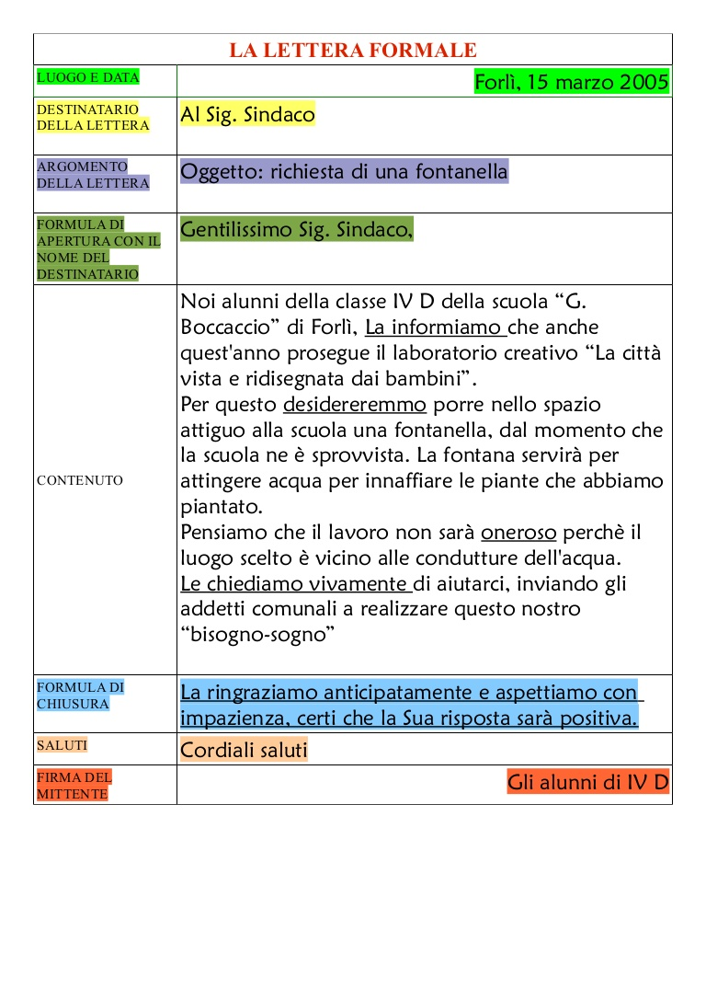 LA LETTERA FORMALE
LUOGO E DATA
Forlì, 15 marzo 2005
DESTINATARIO
DELLA LETTERA
Al Sig. Sindaco
ARGOMENTO
DELLA LETTERA
Oggetto: richiesta di una fontanella
FORMULA DI
APERTURA CON IL
NOME DEL
DESTINATARIO
Gentilissimo Sig. Sindaco,
CONTENUTO
Noi alunni della classe IV D della scuola “G.
Boccaccio” di Forlì, La informiamo che anche
quest'anno prosegue il laboratorio creativo “La città
vista e ridisegnata dai bambini”.
Per questo desidereremmo porre nello spazio
attiguo alla scuola una fontanella, dal momento che
la scuola ne è sprovvista. La fontana servirà per
attingere acqua per innaffiare le piante che abbiamo
piantato.
Pensiamo che il lavoro non sarà oneroso perchè il
luogo scelto è vicino alle condutture dell'acqua.
Le chiediamo vivamente di aiutarci, inviando gli
addetti comunali a realizzare questo nostro
“bisogno-sogno”
FORMULA DI
CHIUSURA
La ringraziamo anticipatamente e aspettiamo con
impazienza, certi che la Sua risposta sarà positiva.
SALUTI
Cordiali saluti
FIRMA DEL
MITTENTE
Gli alunni di IV D